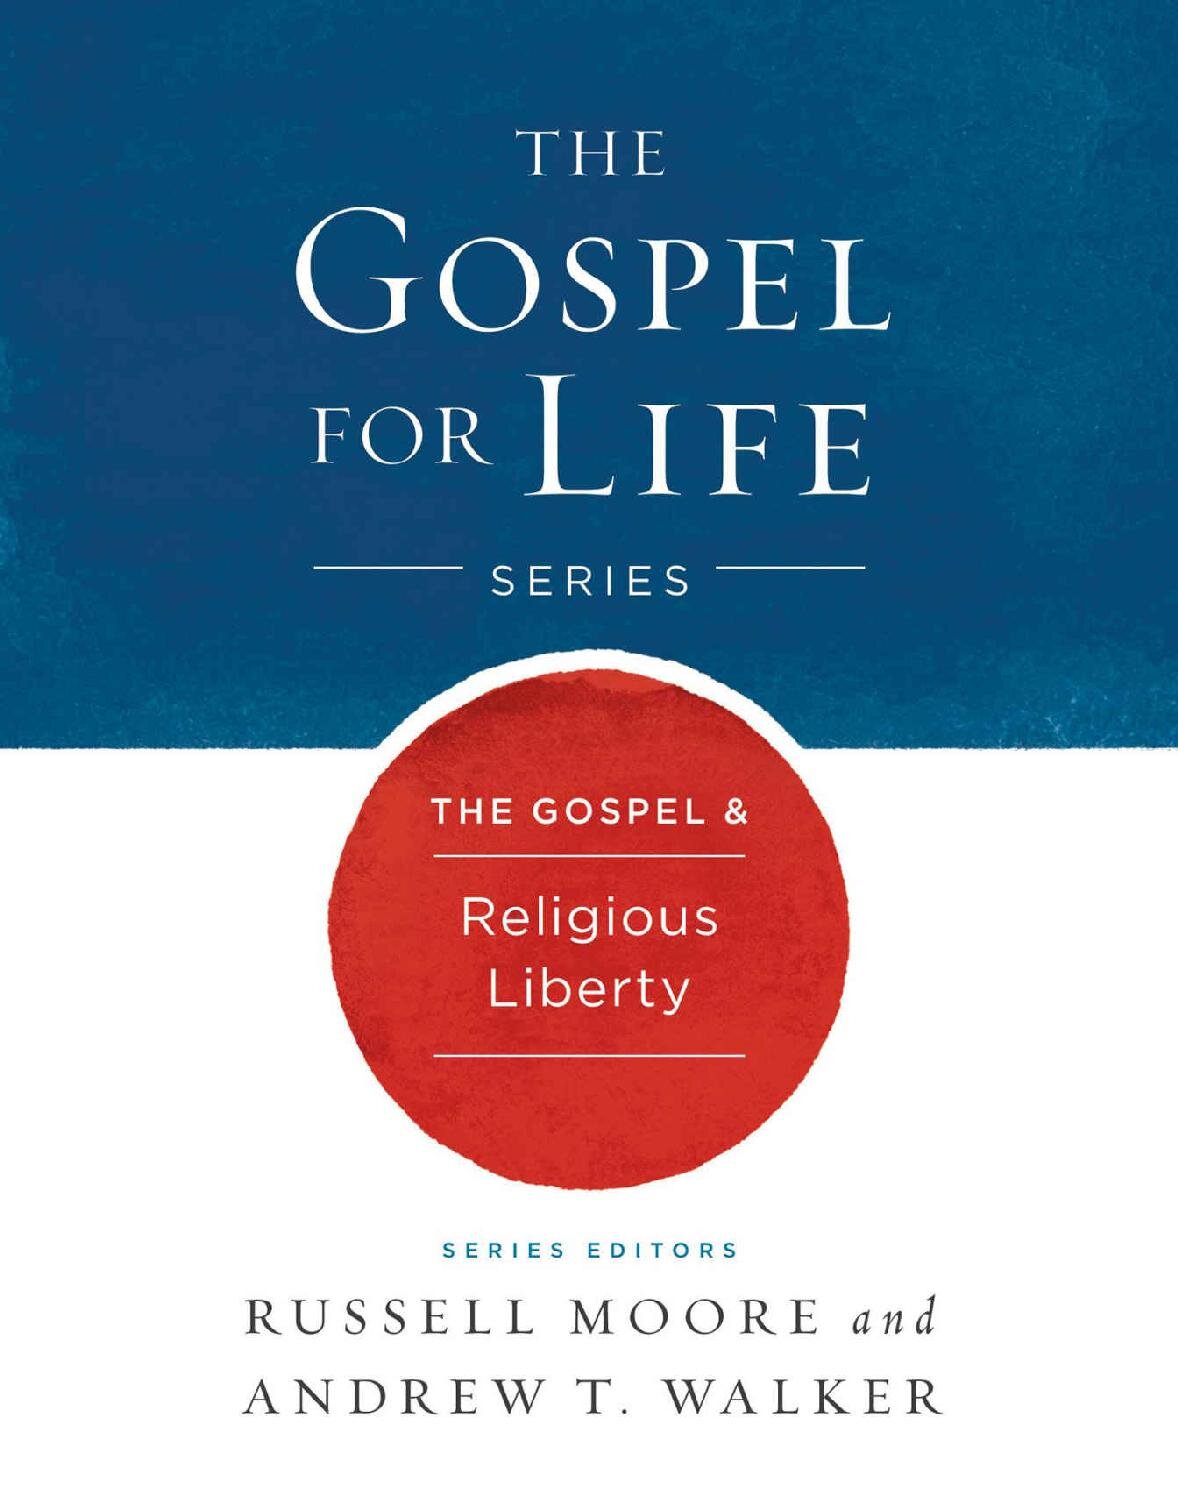 THE
GOSPEL
FOR LIFE
SERIES
THE GOSPEL &
Religious
Liberty
SERIES EDITORS
RUSSELL MOORE and
ANDREW T. WALKER